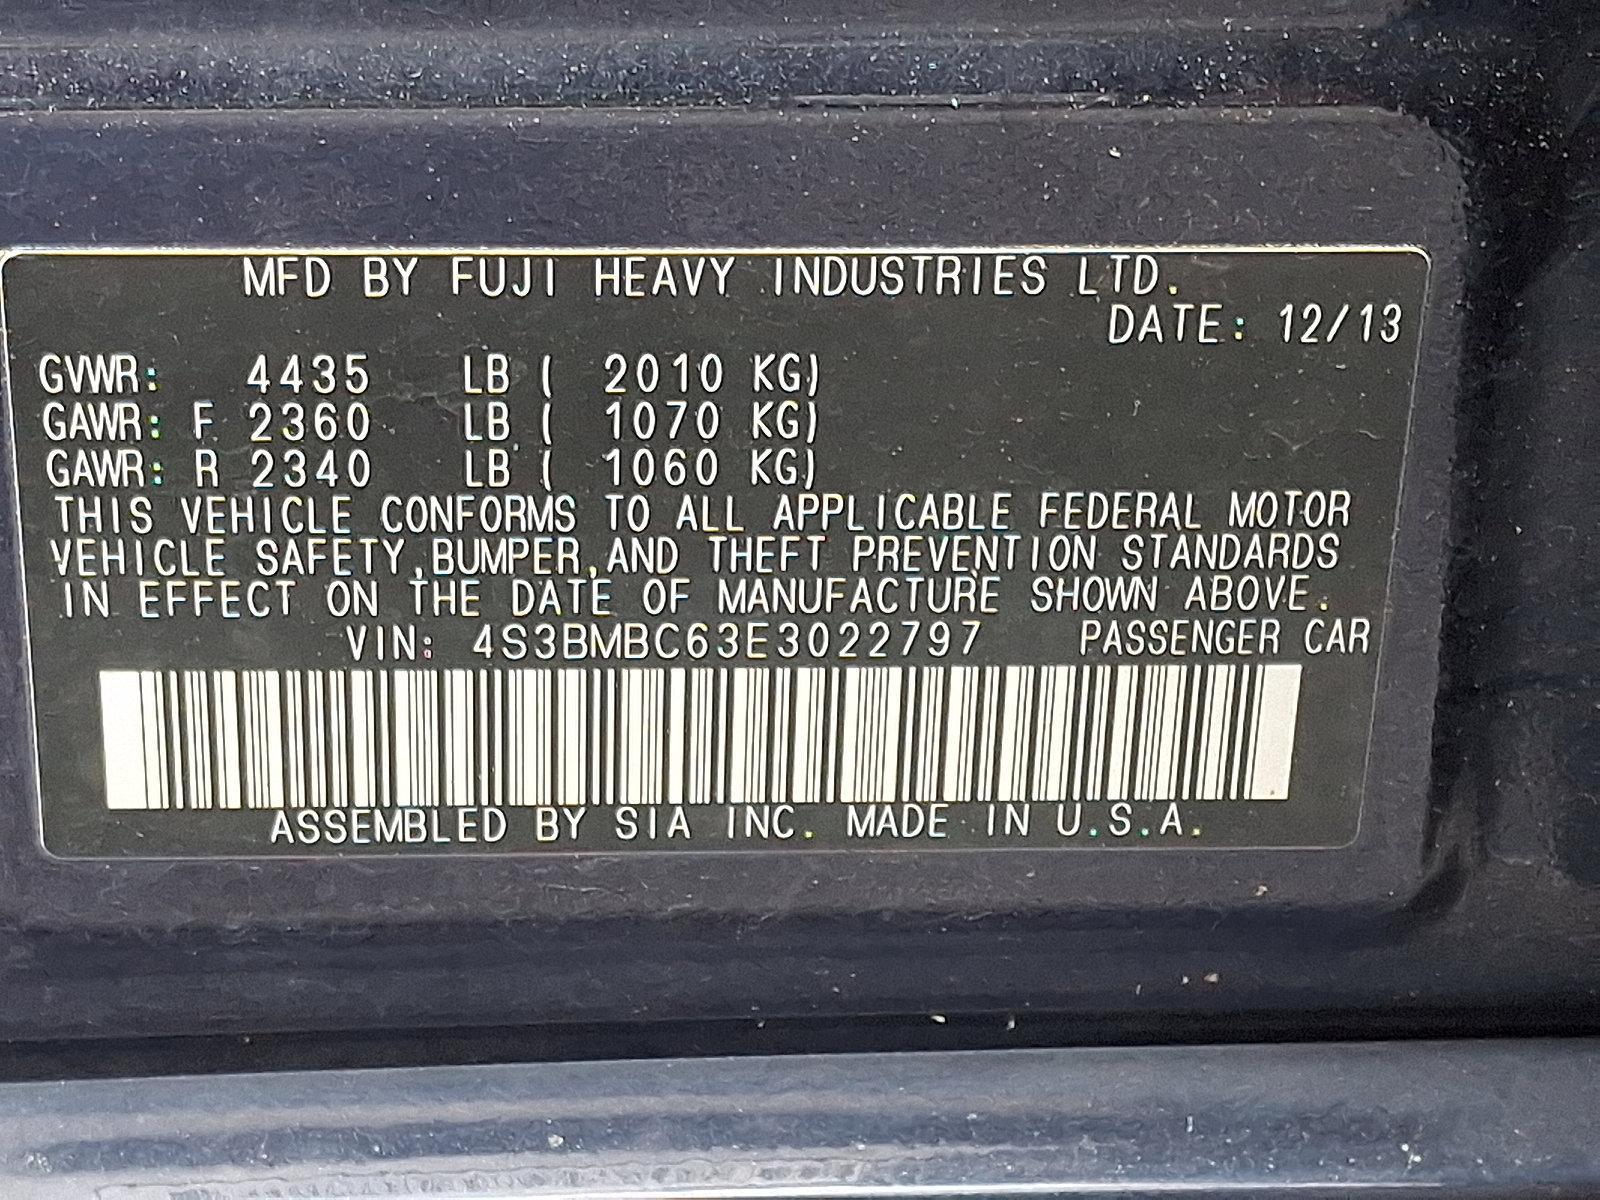 MFD BY FUJI HEAVY INDUSTRIES LTD.
DATE: 12/13
GVWR: 4435 LB ( 2010 KG)
GAWR: F 2360 LB ( 1070 KG)
GAWR: R 2340 LB ( 1060 KG)
THIS VEHICLE CONFORMS TO ALL APPLICABLE FEDERAL MOTOR
VEHICLE SAFETY,BUMPER,AND THEFT PREVENTION STANDARDS
IN EFFECT ON THE DATE OF MANUFACTURE SHOWN ABOVE.
VIN: 4S3BMBC63E3022797 PASSENGER CAR
ASSEMBLED BY SIA INC. MADE IN U.S.A.